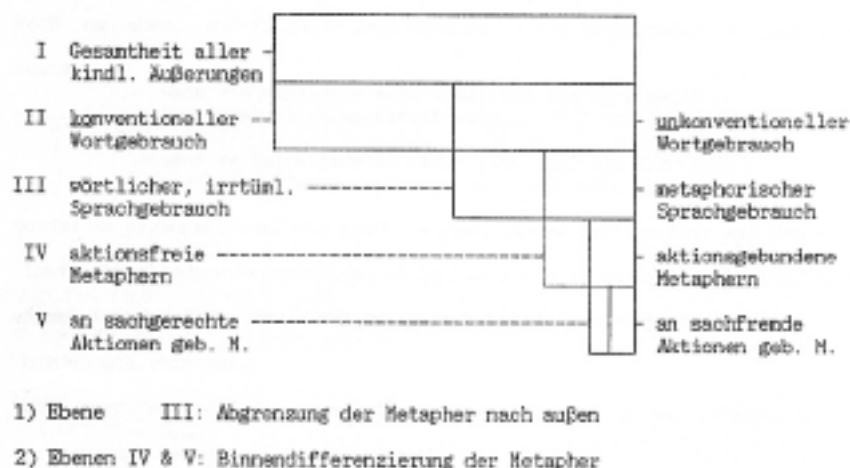 I Gesamtheit aller
kindl. Äußerungen
II konventioneller
Wortgebrauch
unkonventioneller
Wortgebrauch
III wörtlicher, irrtüml.
Sprachgebrauch
metaphorischer
Sprachgebrauch
IV aktionsfreie
Metaphern
aktionsgebundene
Metaphern
V an sachgerechte
Aktionen geb. M.
an sachfremde
Aktionen geb. M.
1) Ebene III: Abgrenzung der Metapher nach außen
2) Ebenen IV & V: Binnendifferenzierung der Metapher